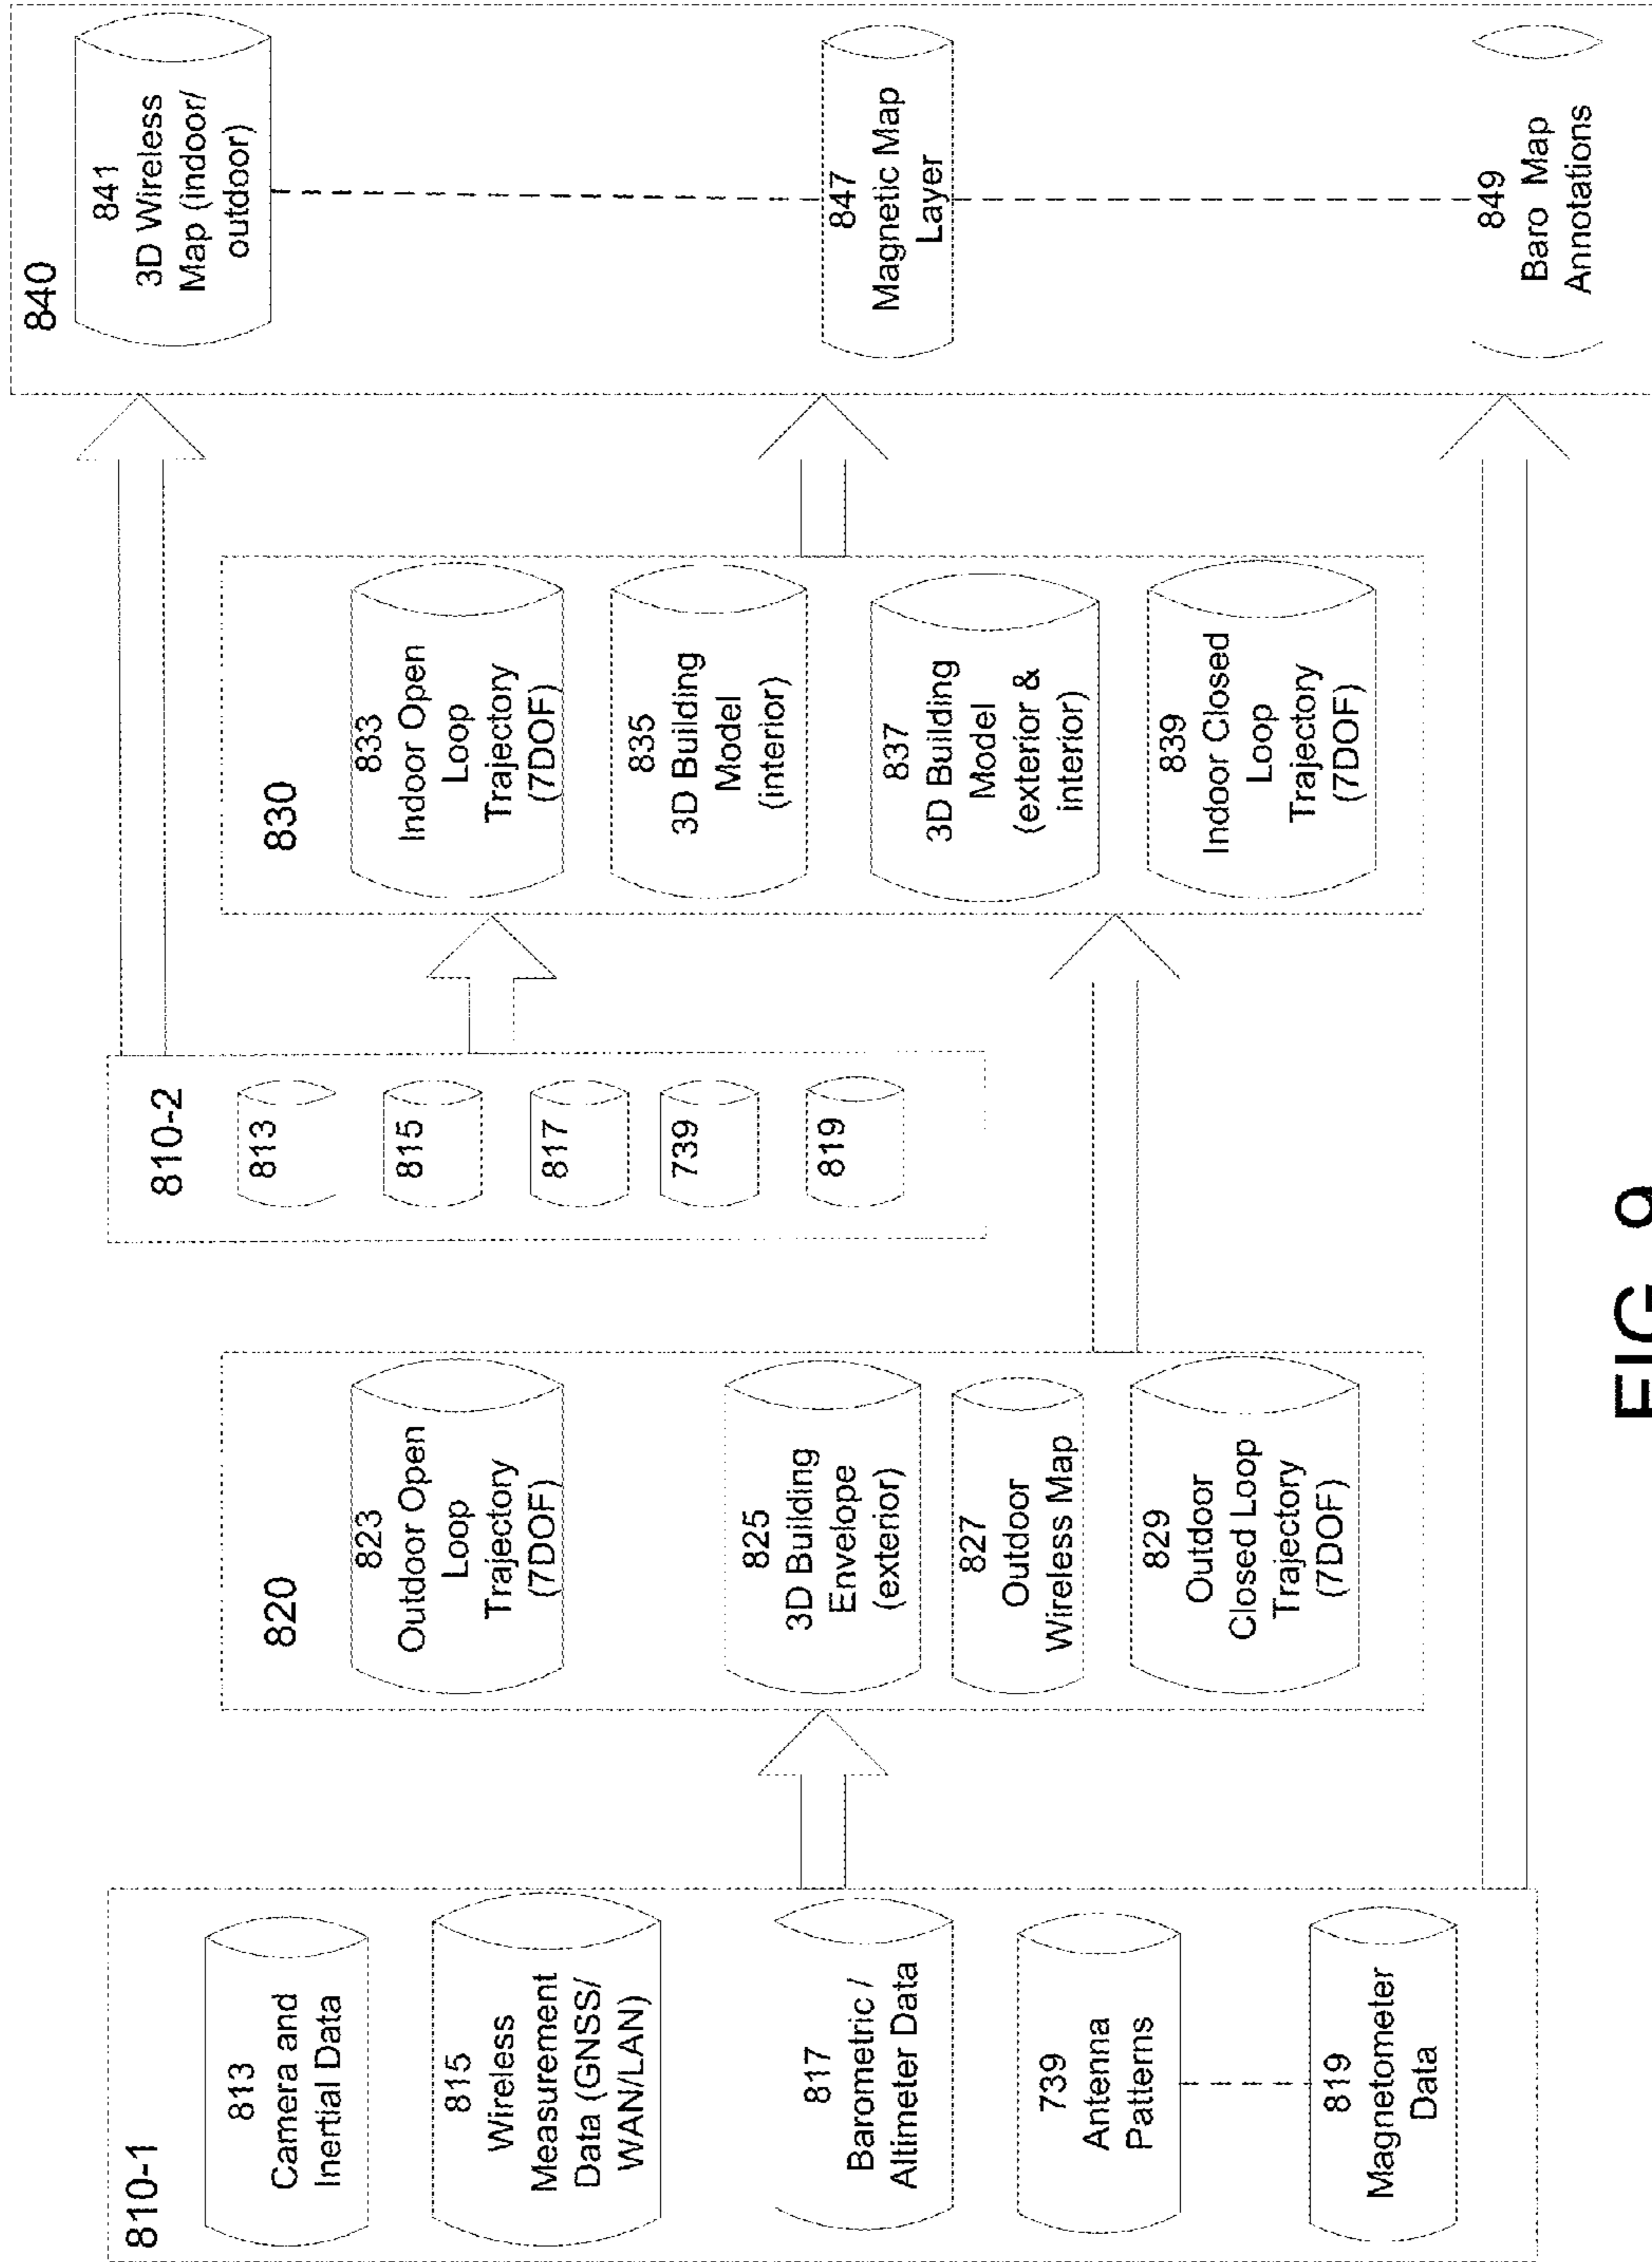 810-1
813
Camera and
Inertial Data
815
Wireless
Measurement
Data (GNSS/
WAN/LAN)
817
Barometric /
Altimeter Data
739
Antenna
Patterns
819
Magnetometer
Data
820
823
Outdoor Open
Loop
Trajectory
(7DOF)
825
3D Building
Envelope
(exterior)
827
Outdoor
Wireless Map
829
Outdoor
Closed Loop
Trajectory
(7DOF)
810-2
813
815
817
739
819
830
833
Indoor Open
Loop
Trajectory
(7DOF)
835
3D Building
Model
(interior)
837
3D Building
Model
(exterior &
interior)
839
Indoor Closed
Loop
Trajectory
(7DOF)
840
841
3D Wireless
Map (indoor/
outdoor)
847
Magnetic Map
Layer
849
Baro Map
Annotations
FIG. 9